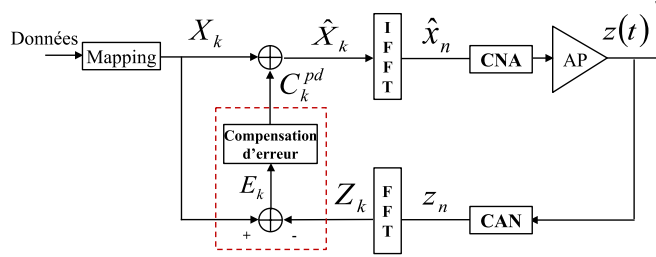 Données
Mapping
X_k
X̂_k
I
F
F
T
x̂_n
CNA
AP
z(t)
C_k^{pd}
Compensation
d'erreur
E_k
+
-
Z_k
F
F
T
z_n
CAN